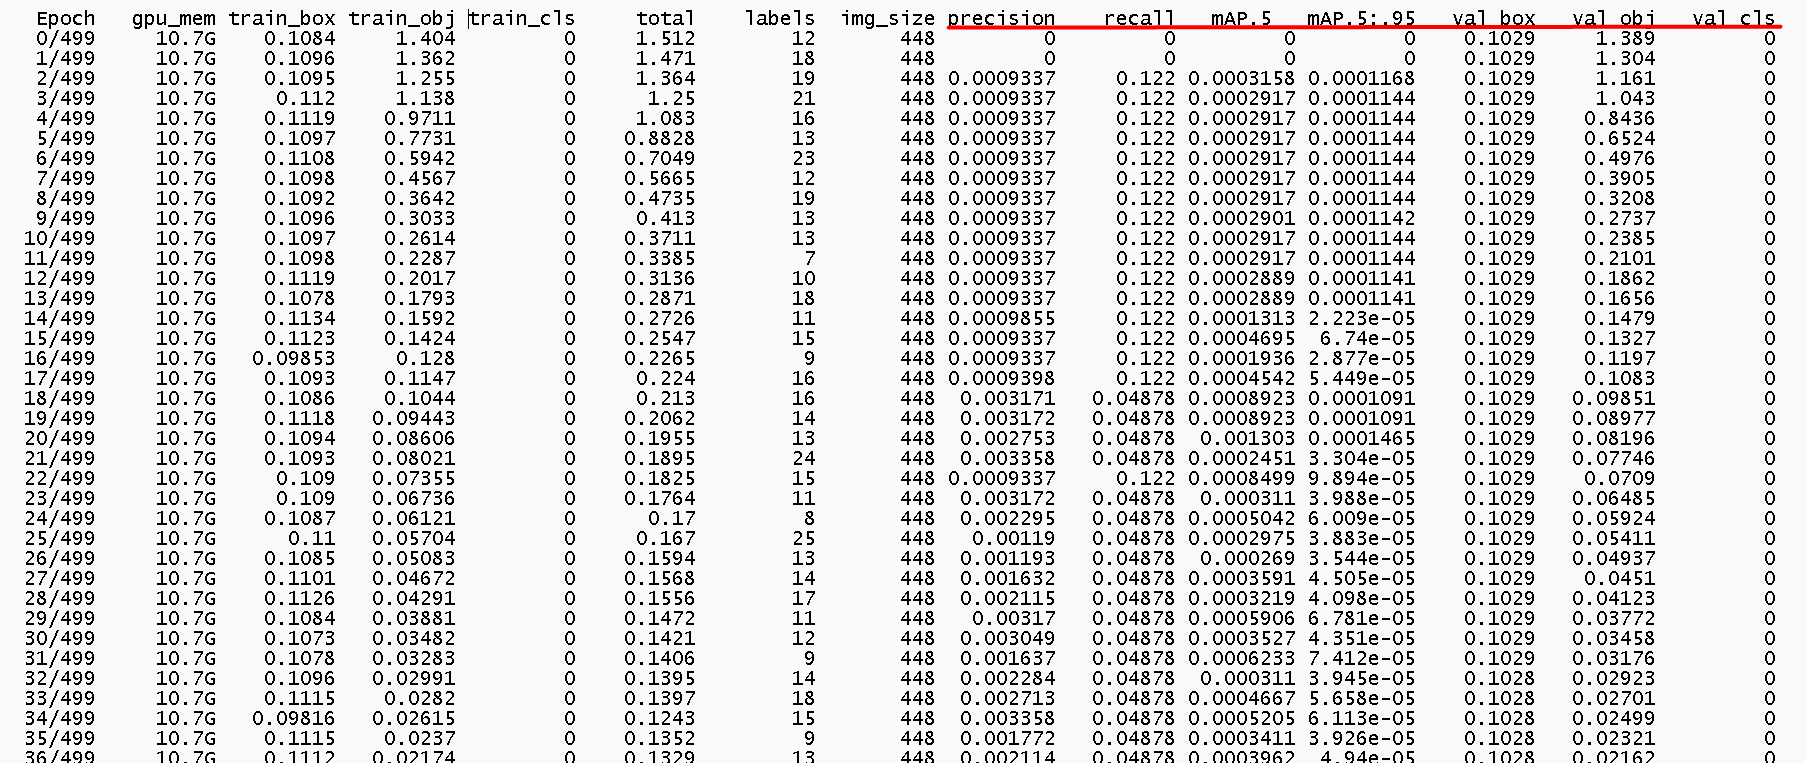 Epoch gpu_mem train_box train_obj train_cls total labels img_size precision recall mAP.5 mAP.5:.95 val_box val_obj val_cls
0/499 10.7G 0.1084 1.404 0 1.512 12 448 0 0 0 0 0.1029 1.389 0
1/499 10.7G 0.1096 1.362 0 1.471 18 448 0 0 0 0 0.1029 1.304 0
2/499 10.7G 0.1095 1.255 0 1.364 19 448 0.0009337 0.122 0.0003158 0.0001168 0.1029 1.161 0
3/499 10.7G 0.112 1.138 0 1.25 21 448 0.0009337 0.122 0.0002917 0.0001144 0.1029 1.043 0
4/499 10.7G 0.1119 0.9711 0 1.083 16 448 0.0009337 0.122 0.0002917 0.0001144 0.1029 0.8436 0
5/499 10.7G 0.1097 0.7731 0 0.8828 13 448 0.0009337 0.122 0.0002917 0.0001144 0.1029 0.6524 0
6/499 10.7G 0.1108 0.5942 0 0.7049 23 448 0.0009337 0.122 0.0002917 0.0001144 0.1029 0.4976 0
7/499 10.7G 0.1098 0.4567 0 0.5665 12 448 0.0009337 0.122 0.0002917 0.0001144 0.1029 0.3905 0
8/499 10.7G 0.1092 0.3642 0 0.4735 19 448 0.0009337 0.122 0.0002917 0.0001144 0.1029 0.3208 0
9/499 10.7G 0.1096 0.3033 0 0.413 13 448 0.0009337 0.122 0.0002901 0.0001142 0.1029 0.2737 0
10/499 10.7G 0.1097 0.2614 0 0.3711 13 448 0.0009337 0.122 0.0002917 0.0001144 0.1029 0.2385 0
11/499 10.7G 0.1098 0.2287 0 0.3385 7 448 0.0009337 0.122 0.0002917 0.0001144 0.1029 0.2101 0
12/499 10.7G 0.1119 0.2017 0 0.3136 10 448 0.0009337 0.122 0.0002889 0.0001141 0.1029 0.1862 0
13/499 10.7G 0.1078 0.1793 0 0.2871 18 448 0.0009337 0.122 0.0002889 0.0001141 0.1029 0.1656 0
14/499 10.7G 0.1134 0.1592 0 0.2726 11 448 0.0009855 0.122 0.0001313 2.223e-05 0.1029 0.1479 0
15/499 10.7G 0.1123 0.1424 0 0.2547 15 448 0.0009337 0.122 0.0004695 6.74e-05 0.1029 0.1327 0
16/499 10.7G 0.09853 0.128 0 0.2265 9 448 0.0009337 0.122 0.0001936 2.877e-05 0.1029 0.1197 0
17/499 10.7G 0.1093 0.1147 0 0.224 16 448 0.0009398 0.122 0.0004542 5.449e-05 0.1029 0.1083 0
18/499 10.7G 0.1086 0.1044 0 0.213 16 448 0.003171 0.04878 0.0008923 0.0001091 0.1029 0.09851 0
19/499 10.7G 0.1118 0.09443 0 0.2062 14 448 0.003172 0.04878 0.0008923 0.0001091 0.1029 0.08977 0
20/499 10.7G 0.1094 0.08606 0 0.1955 13 448 0.002753 0.04878 0.001303 0.0001465 0.1029 0.08196 0
21/499 10.7G 0.1093 0.08021 0 0.1895 24 448 0.003358 0.04878 0.0002451 3.304e-05 0.1029 0.07746 0
22/499 10.7G 0.109 0.07355 0 0.1825 15 448 0.0009337 0.122 0.0008499 9.894e-05 0.1029 0.0709 0
23/499 10.7G 0.109 0.06736 0 0.1764 11 448 0.003172 0.04878 0.000311 3.988e-05 0.1029 0.06485 0
24/499 10.7G 0.1087 0.06121 0 0.17 8 448 0.002295 0.04878 0.0005042 6.009e-05 0.1029 0.05924 0
25/499 10.7G 0.11 0.05704 0 0.167 25 448 0.00119 0.04878 0.0002975 3.883e-05 0.1029 0.05411 0
26/499 10.7G 0.1085 0.05083 0 0.1594 13 448 0.001193 0.04878 0.000269 3.544e-05 0.1029 0.04937 0
27/499 10.7G 0.1101 0.04672 0 0.1568 14 448 0.001632 0.04878 0.0003591 4.505e-05 0.1029 0.0451 0
28/499 10.7G 0.1126 0.04291 0 0.1556 17 448 0.002115 0.04878 0.0003219 4.098e-05 0.1029 0.04123 0
29/499 10.7G 0.1084 0.03881 0 0.1472 11 448 0.00317 0.04878 0.0005906 6.781e-05 0.1029 0.03772 0
30/499 10.7G 0.1073 0.03482 0 0.1421 12 448 0.003049 0.04878 0.0003527 4.351e-05 0.1029 0.03458 0
31/499 10.7G 0.1078 0.03283 0 0.1406 9 448 0.001637 0.04878 0.0006233 7.412e-05 0.1029 0.03176 0
32/499 10.7G 0.1096 0.02991 0 0.1395 14 448 0.002284 0.04878 0.000311 3.945e-05 0.1028 0.02923 0
33/499 10.7G 0.1115 0.0282 0 0.1397 18 448 0.002713 0.04878 0.0004667 5.658e-05 0.1028 0.02701 0
34/499 10.7G 0.09816 0.02615 0 0.1243 15 448 0.003358 0.04878 0.0005205 6.113e-05 0.1028 0.02499 0
35/499 10.7G 0.1115 0.0237 0 0.1352 9 448 0.001772 0.04878 0.0003411 3.926e-05 0.1028 0.02321 0
36/499 10.7G 0.1112 0.02174 0 0.1329 13 448 0.002114 0.04878 0.0003962 4.94e-05 0.1028 0.02162 0